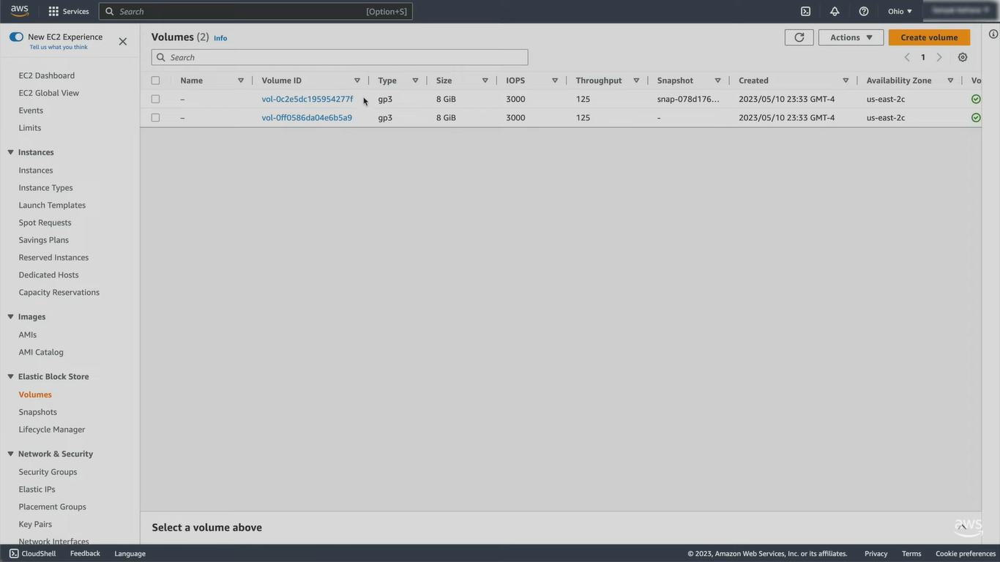 aws Services Search [Option+S] Ohio
New EC2 Experience
Tell us what you think
EC2 Dashboard
EC2 Global View
Events
Limits
Instances
Instances
Instance Types
Launch Templates
Spot Requests
Savings Plans
Reserved Instances
Dedicated Hosts
Capacity Reservations
Images
AMIs
AMI Catalog
Elastic Block Store
Volumes
Snapshots
Lifecycle Manager
Network & Security
Security Groups
Elastic IPs
Placement Groups
Key Pairs
Network Interfaces
Volumes (2) Info
Actions Create volume
Search
1
Name Volume ID Type Size IOPS Throughput Snapshot Created Availability Zone Vo
– vol-0c2e5dc195954277f gp3 8 GiB 3000 125 snap-078d176... 2023/05/10 23:33 GMT-4 us-east-2c
– vol-0ff0586da04e6b5a9 gp3 8 GiB 3000 125 - 2023/05/10 23:33 GMT-4 us-east-2c
Select a volume above
aws
CloudShell Feedback Language © 2023, Amazon Web Services, Inc. or its affiliates. Privacy Terms Cookie preferences